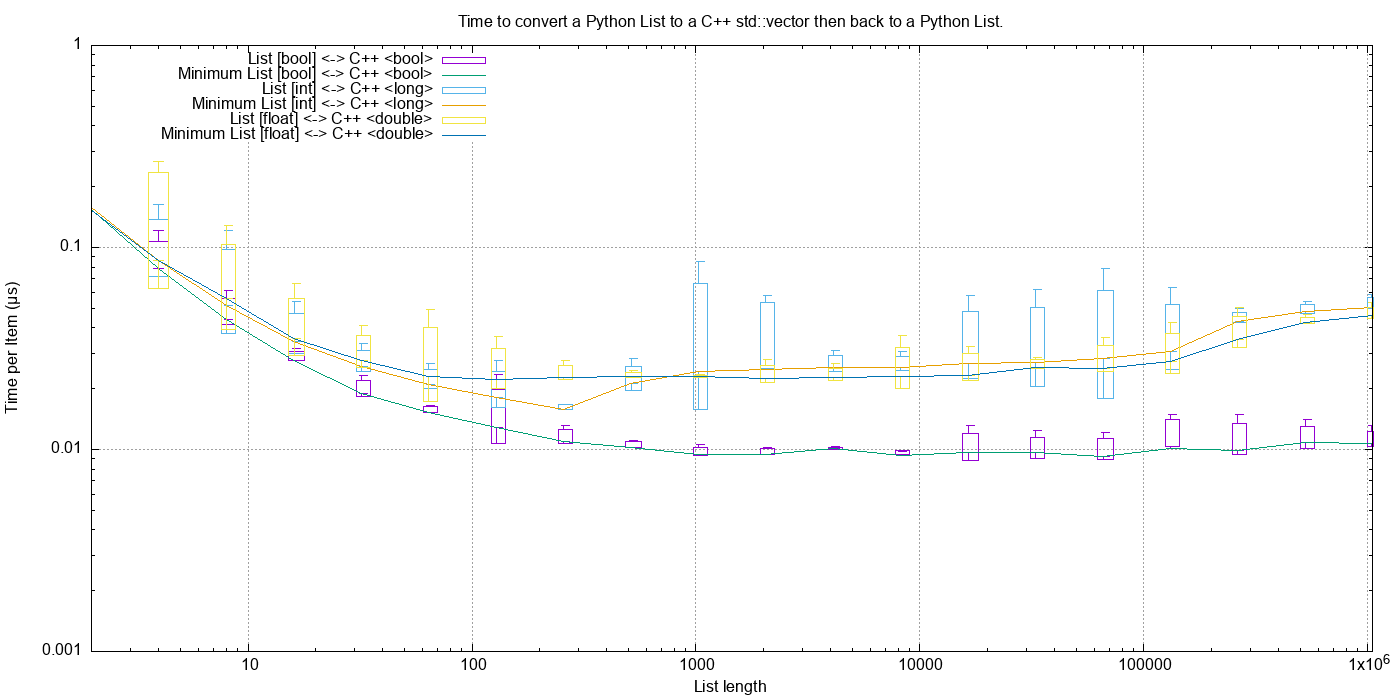 Time to convert a Python List to a C++ std::vector then back to a Python List.
1
List [bool] <-> C++ <bool>
Minimum List [bool] <-> C++ <bool>
List [int] <-> C++ <long>
Minimum List [int] <-> C++ <long>
List [float] <-> C++ <double>
Minimum List [float] <-> C++ <double>
0.1
Time per Item (µs)
0.01
0.001
10 100 1000 10000 100000 1x10⁶
List length